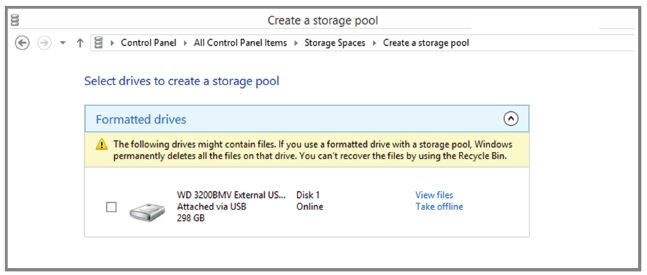 Create a storage pool
Control Panel All Control Panel Items Storage Spaces Create a storage pool
Select drives to create a storage pool
Formatted drives
The following drives might contain files. If you use a formatted drive with a storage pool, Windows
permanently deletes all the files on that drive. You can't recover the files by using the Recycle Bin.
WD 3200BMV External US... Disk 1 View files
Attached via USB Online Take offline
298 GB